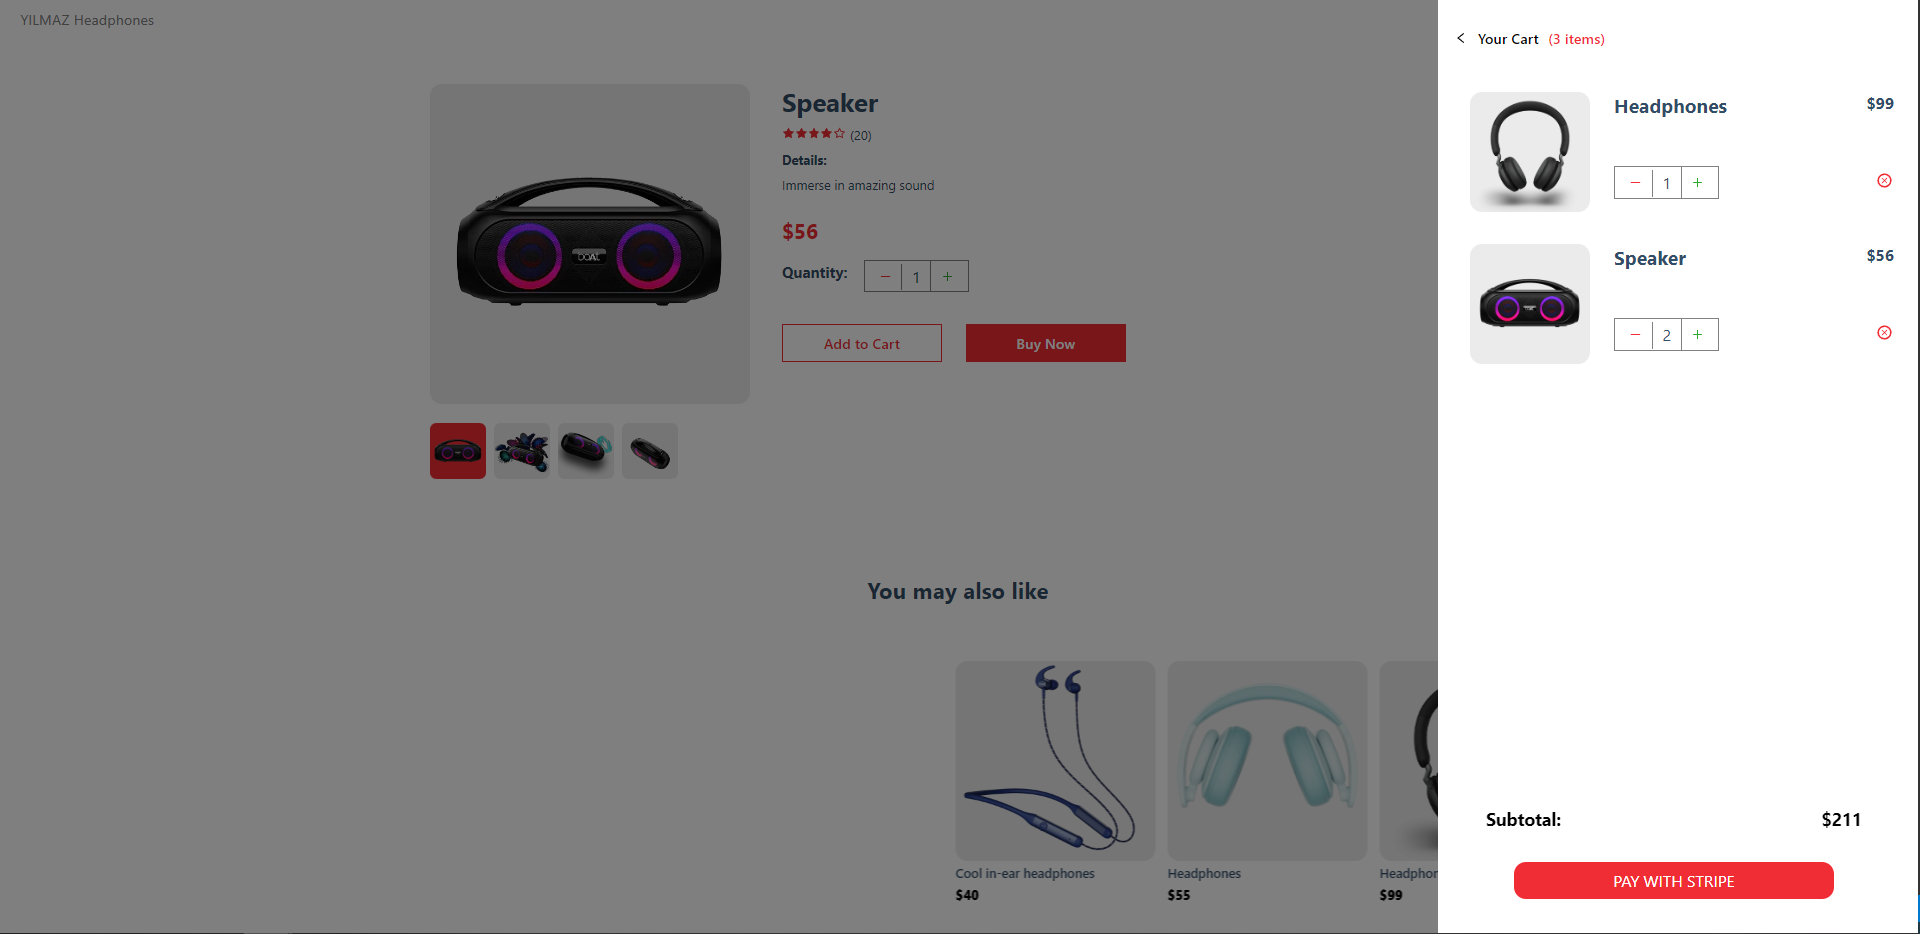 YILMAZ Headphones
Speaker
(20)
Details:
Immerse in amazing sound
$56
Quantity:
− 1 +
Add to Cart
Buy Now
You may also like
Cool in-ear headphones
$40
Headphones
$55
$99
Your Cart (3 items)
Headphones
$99
− 1 +
Speaker
$56
− 2 +
Subtotal:
$211
PAY WITH STRIPE